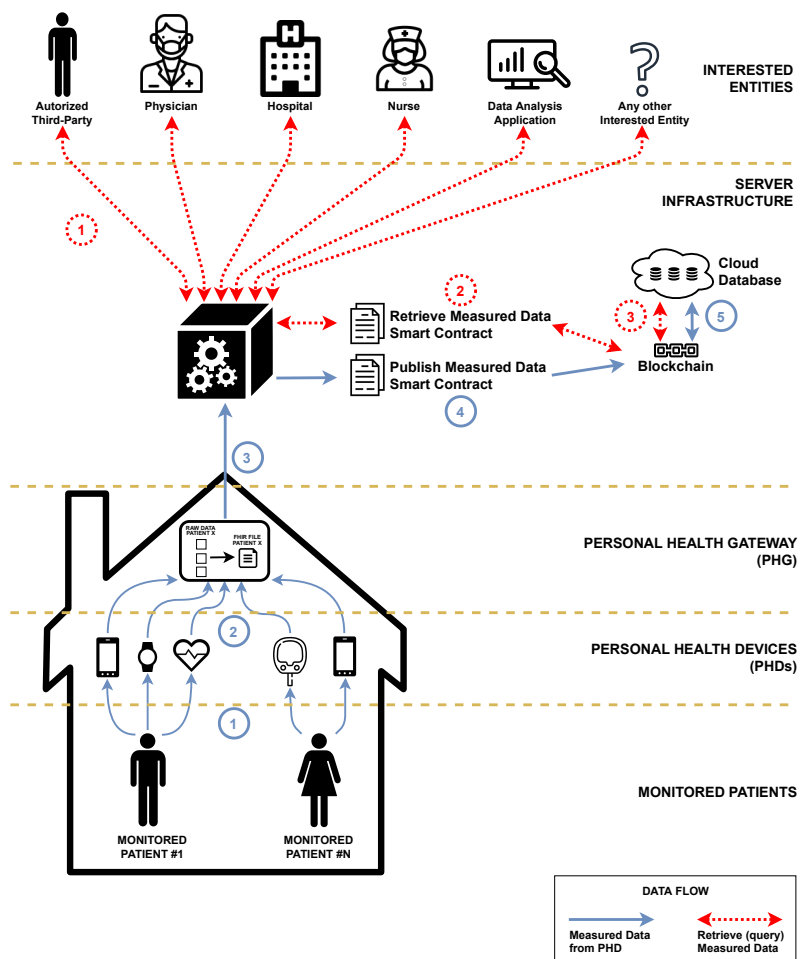 Autorized
Third-Party
Physician
Hospital
Nurse
Data Analysis
Application
Any other
Interested Entity
INTERESTED
ENTITIES
SERVER
INFRASTRUCTURE
1
2
Retrieve Measured Data
Smart Contract
Publish Measured Data
Smart Contract
4
Cloud
Database
3
5
Blockchain
3
RAW DATA
PATIENT X
FHIR FILE
PATIENT X
PERSONAL HEALTH GATEWAY
(PHG)
2
PERSONAL HEALTH DEVICES
(PHDs)
1
MONITORED PATIENTS
MONITORED
PATIENT #1
MONITORED
PATIENT #N
DATA FLOW
Measured Data
from PHD
Retrieve (query)
Measured Data